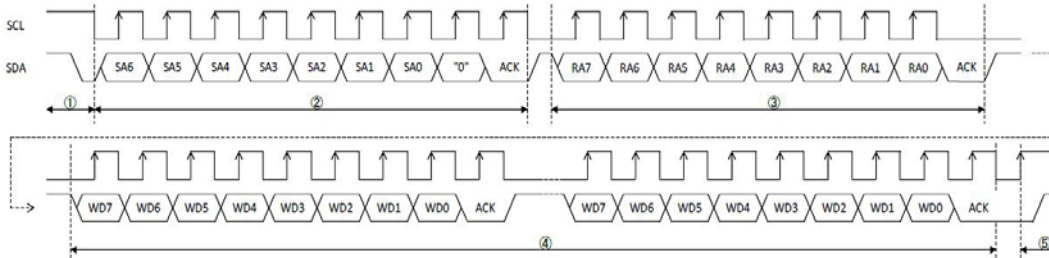 SCL
SDA SA6 SA5 SA4 SA3 SA2 SA1 SA0 "0" ACK RA7 RA6 RA5 RA4 RA3 RA2 RA1 RA0 ACK
① ② ③
WD7 WD6 WD5 WD4 WD3 WD2 WD1 WD0 ACK WD7 WD6 WD5 WD4 WD3 WD2 WD1 WD0 ACK
④ ⑤